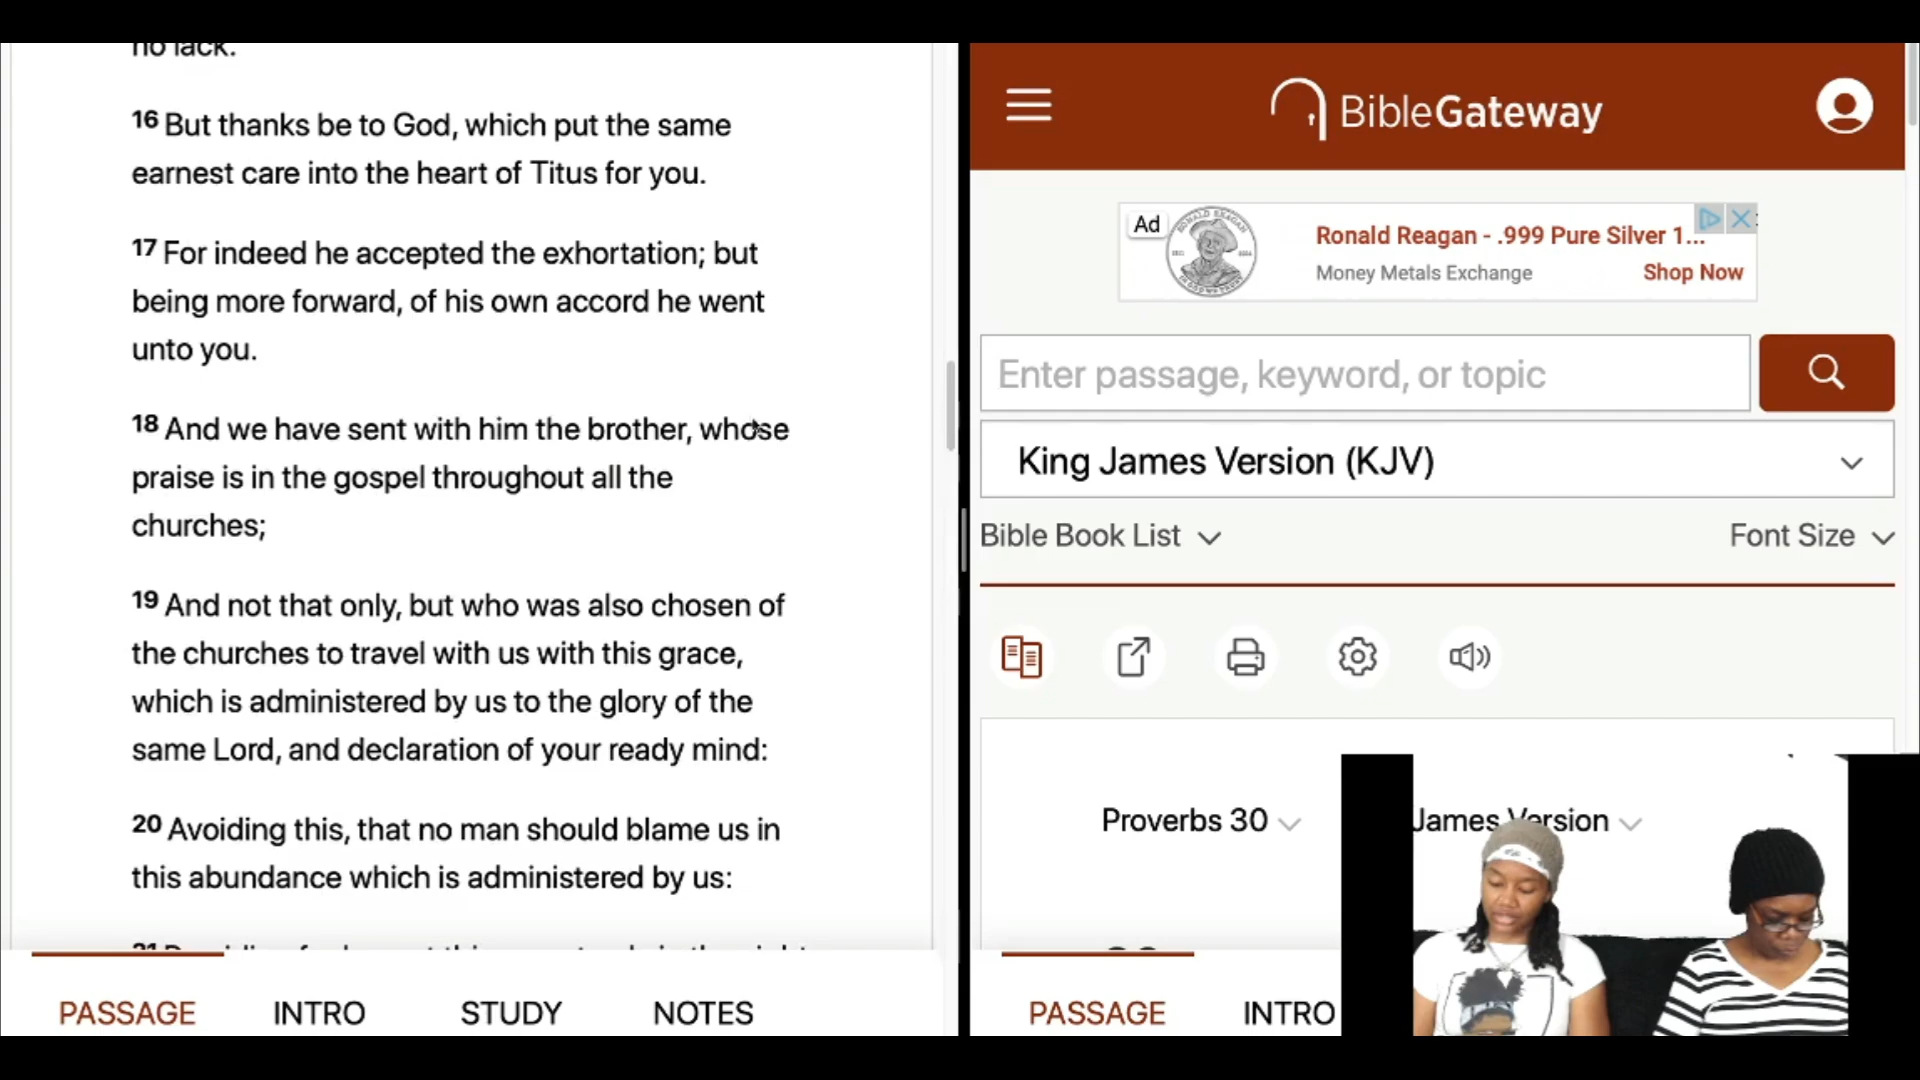 no lack.
16 But thanks be to God, which put the same
earnest care into the heart of Titus for you.
17 For indeed he accepted the exhortation; but
being more forward, of his own accord he went
unto you.
18 And we have sent with him the brother, whose
praise is in the gospel throughout all the
churches;
19 And not that only, but who was also chosen of
the churches to travel with us with this grace,
which is administered by us to the glory of the
same Lord, and declaration of your ready mind:
20 Avoiding this, that no man should blame us in
this abundance which is administered by us:
PASSAGE INTRO STUDY NOTES
BibleGateway
Ad
RONALD REAGAN
Ronald Reagan - .999 Pure Silver 1...
Money Metals Exchange Shop Now
Enter passage, keyword, or topic
King James Version (KJV)
Bible Book List Font Size
Proverbs 30 James Version
PASSAGE INTRO